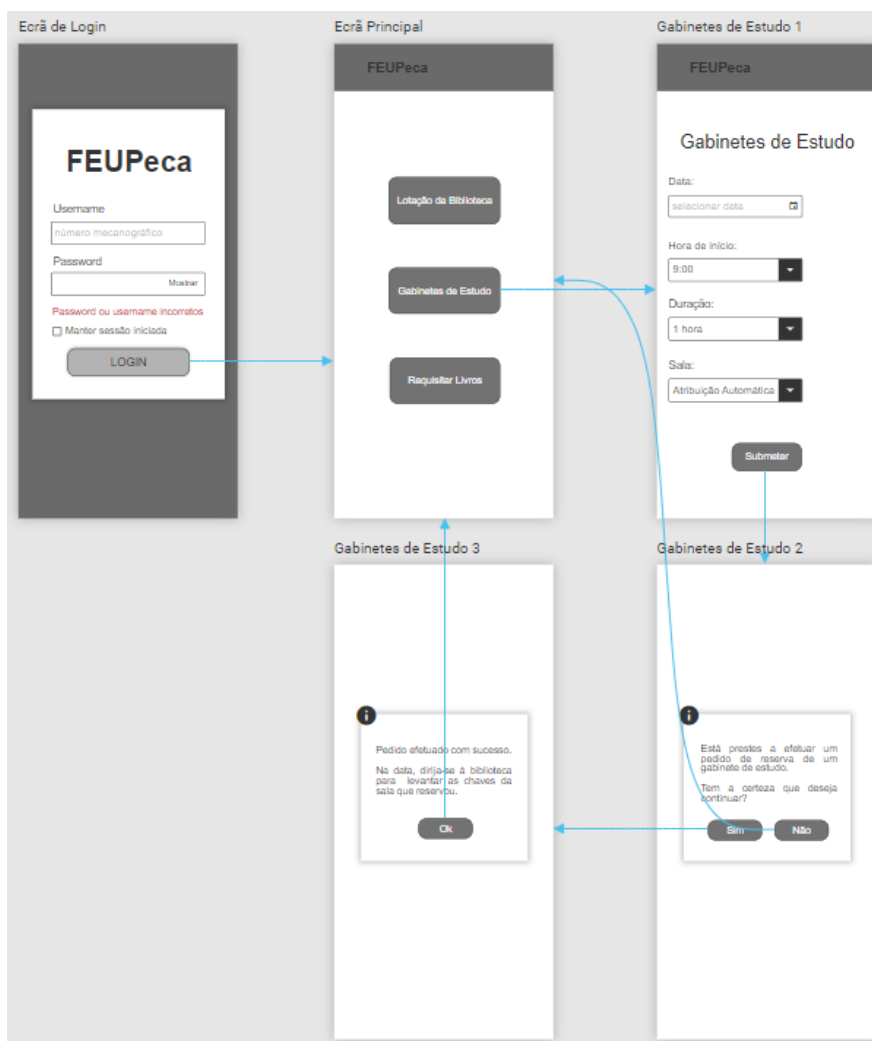 Ecrã de Login
FEUPeca
Username
número mecanográfico
Password
Mostrar
Password ou username incorretos
Manter sessão iniciada
LOGIN
Ecrã Principal
FEUPeca
Lotação da Biblioteca
Gabinetes de Estudo
Requisitar Livros
Gabinetes de Estudo 1
FEUPeca
Gabinetes de Estudo
Data:
selecionar data
Hora de início:
9:00
Duração:
1 hora
Sala:
Atribuição Automática
Submeter
Gabinetes de Estudo 3
Pedido efetuado com sucesso.
Na data, dirija-se à biblioteca
para levantar as chaves da
sala que reservou.
Ok
Gabinetes de Estudo 2
Está prestes a efetuar um
pedido de reserva de um
gabinete de estudo.
Tem a certeza que deseja
continuar?
Sim Não